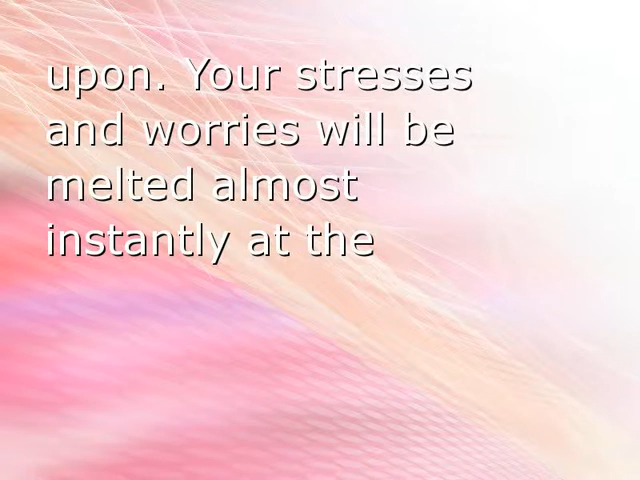 upon. Your stresses
and worries will be
melted almost
instantly at the